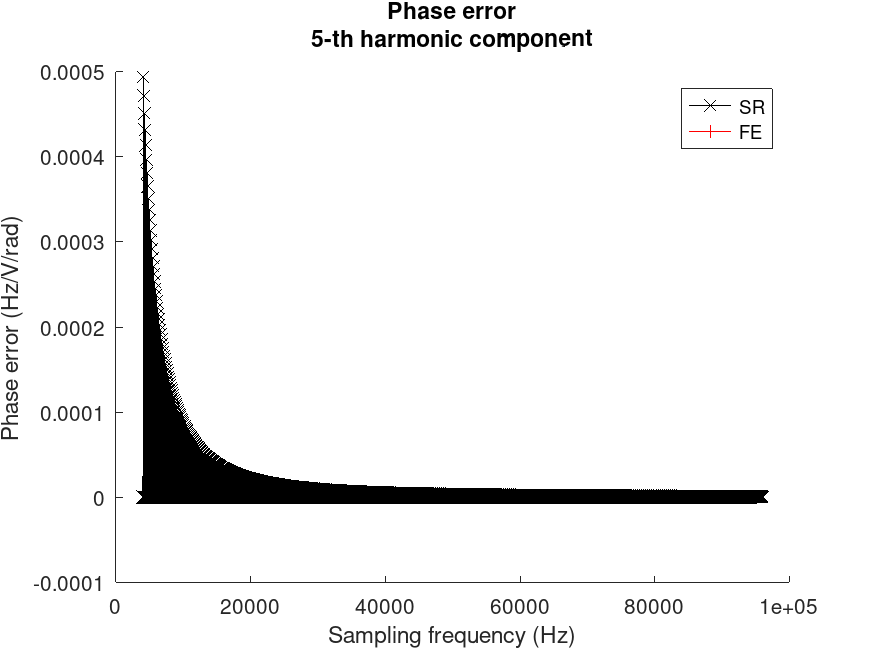 Phase error
5-th harmonic component
0.0005
0.0004
0.0003
0.0002
0.0001
0
-0.0001
Phase error (Hz/V/rad)
SR
FE
0
20000
40000
60000
80000
1e+05
Sampling frequency (Hz)